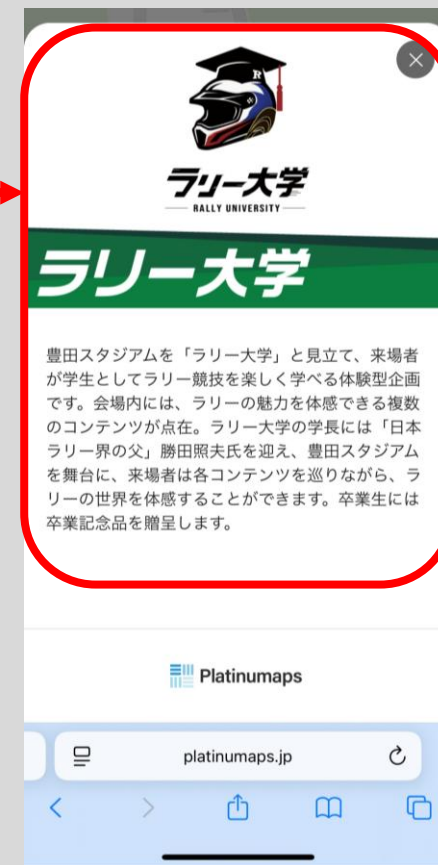 R
ラリー大学
RALLY UNIVERSITY
ラリー大学
豊田スタジアムを「ラリー大学」と見立て、来場者
が学生としてラリー競技を楽しく学べる体験型企画
です。会場内には、ラリーの魅力を体感できる複数
のコンテンツが点在。ラリー大学の学長には「日本
ラリー界の父」勝田照夫氏を迎え、豊田スタジアム
を舞台に、来場者は各コンテンツを巡りながら、ラ
リーの世界を体感することができます。卒業生には
卒業記念品を贈呈します。
Platinumaps
platinumaps.jp